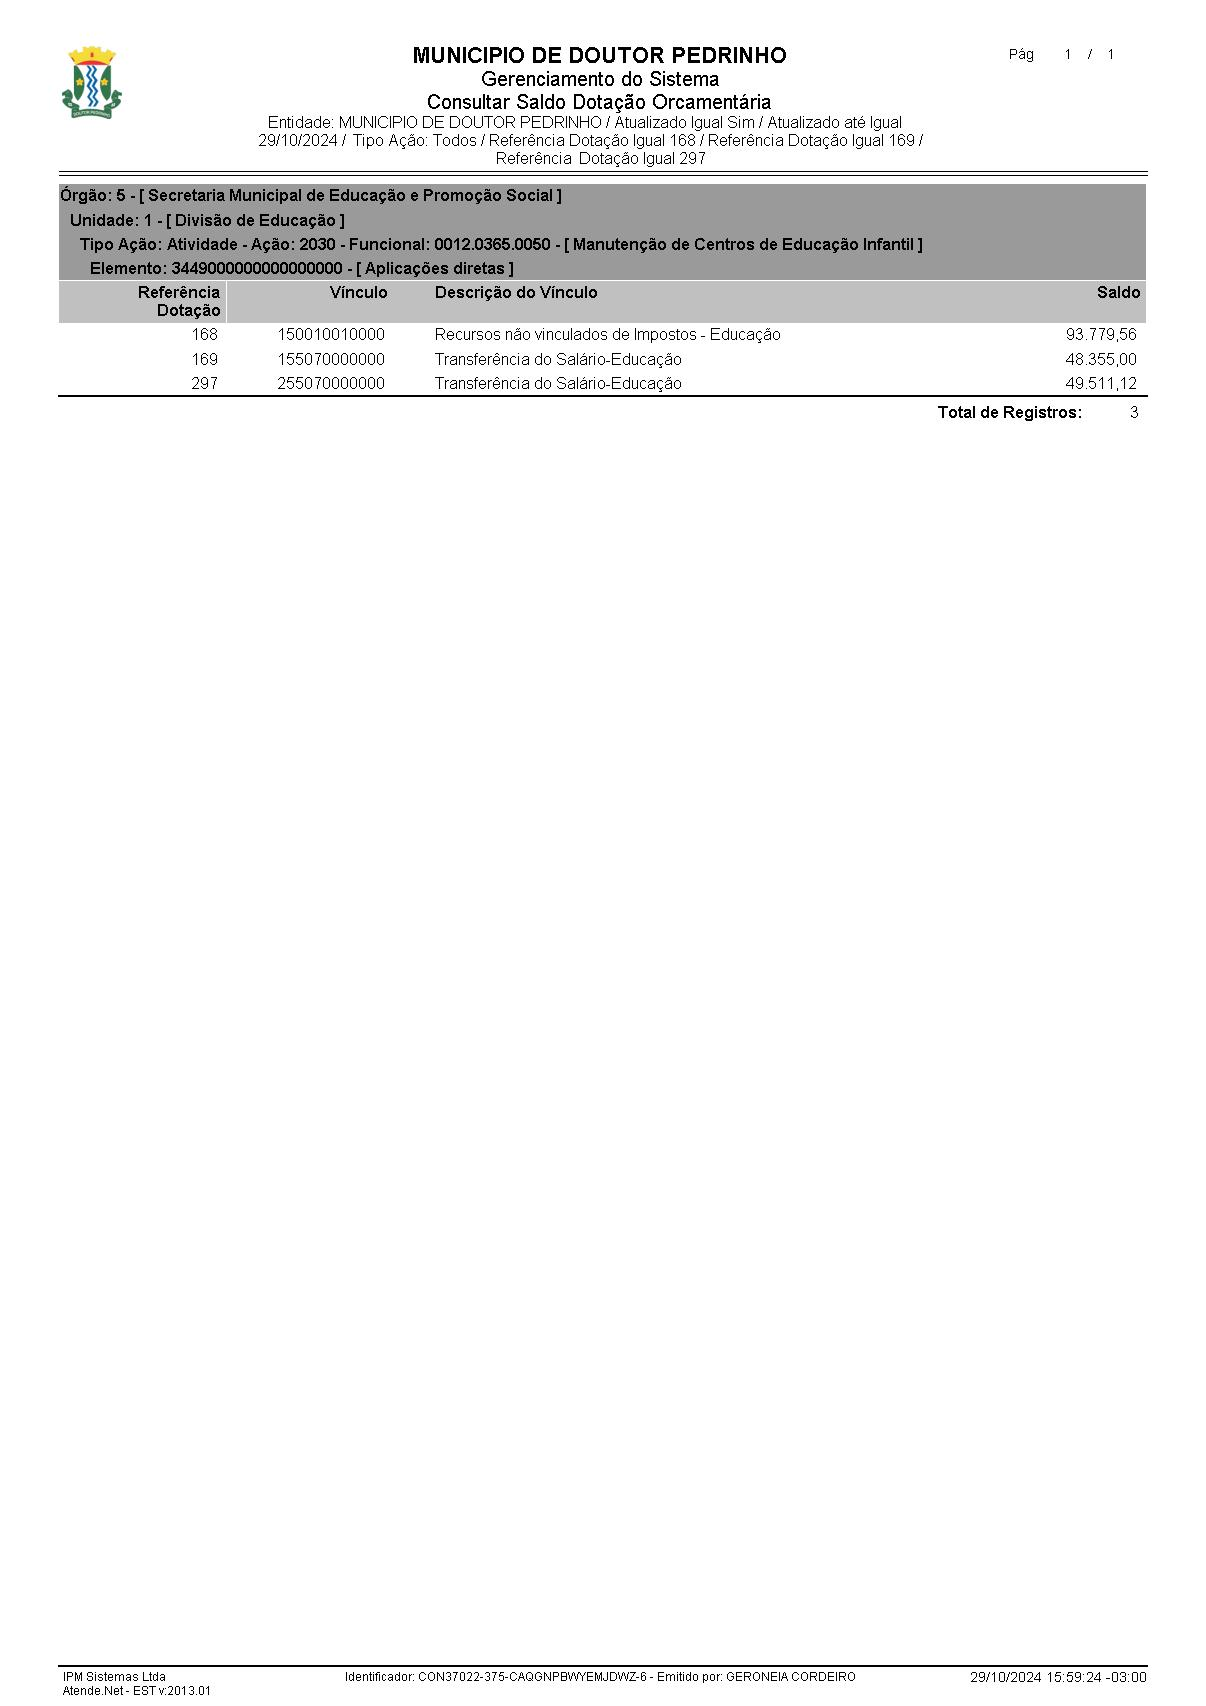 MUNICIPIO DE DOUTOR PEDRINHO
Pág 1 / 1
Gerenciamento do Sistema
Consultar Saldo Dotação Orcamentária
Entidade: MUNICIPIO DE DOUTOR PEDRINHO / Atualizado Igual Sim / Atualizado até Igual
29/10/2024 / Tipo Ação: Todos / Referência Dotação Igual 168 / Referência Dotação Igual 169 /
Referência Dotação Igual 297
DOUTOR PEDRINHO
Órgão: 5 - [ Secretaria Municipal de Educação e Promoção Social ]
Unidade: 1 - [ Divisão de Educação ]
Tipo Ação: Atividade - Ação: 2030 - Funcional: 0012.0365.0050 - [ Manutenção de Centros de Educação Infantil ]
Elemento: 3449000000000000000 - [ Aplicações diretas ]
Referência Vínculo Descrição do Vínculo Saldo
Dotação
168 150010010000 Recursos não vinculados de Impostos - Educação 93.779,56
169 155070000000 Transferência do Salário-Educação 48.355,00
297 255070000000 Transferência do Salário-Educação 49.511,12
Total de Registros: 3
IPM Sistemas Ltda Identificador: CON37022-375-CAQGNPBWYEMJDWZ-6 - Emitido por: GERONEIA CORDEIRO 29/10/2024 15:59:24 -03:00
Atende.Net - EST v:2013.01